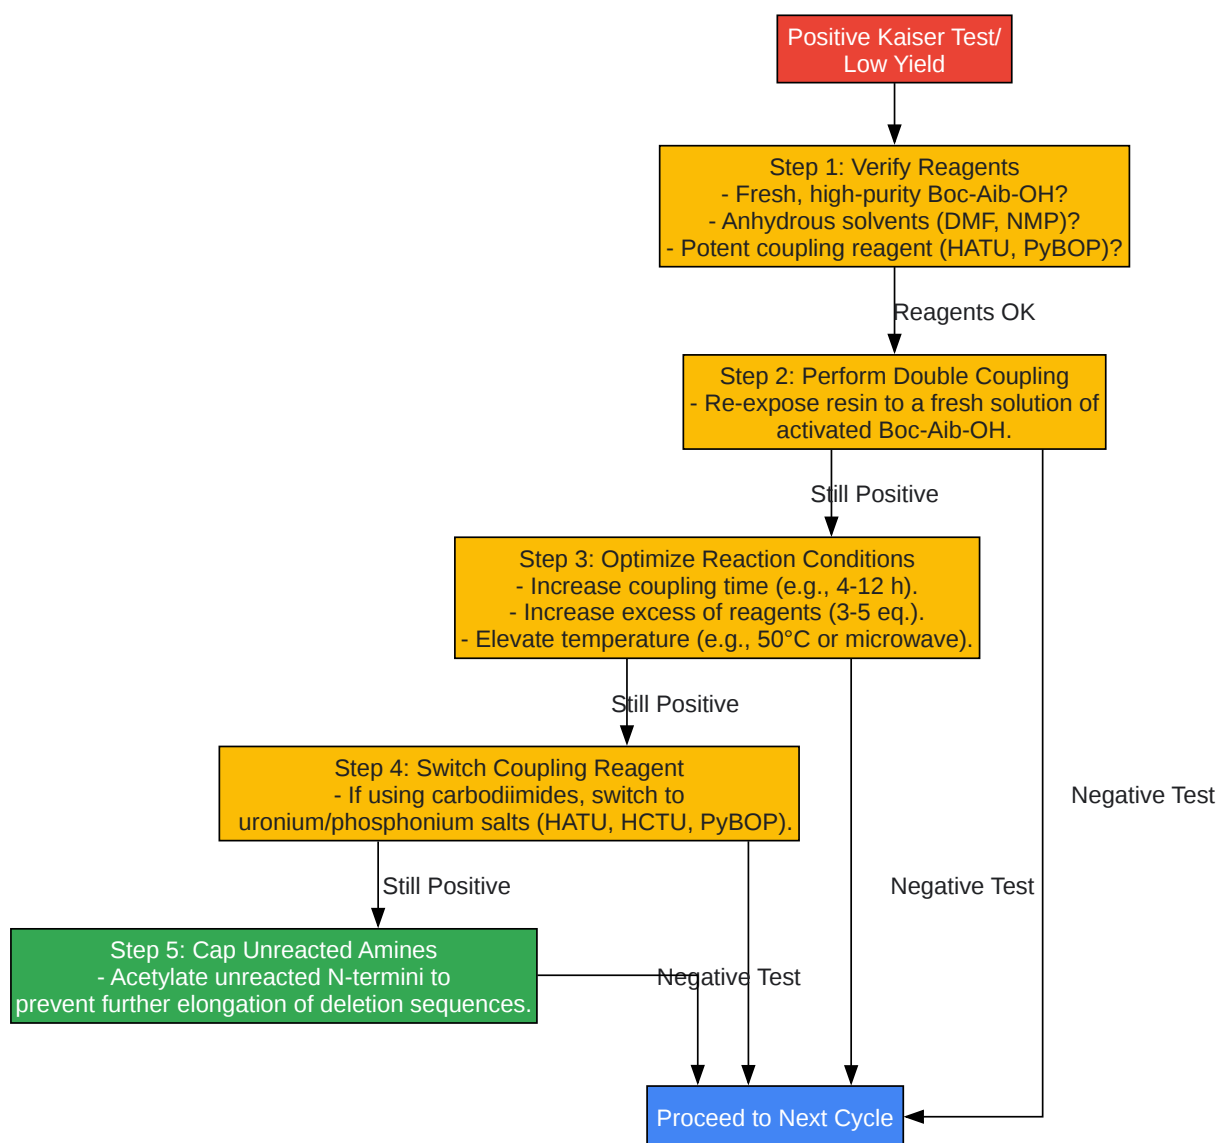 Positive Kaiser Test/
Low Yield
Step 1: Verify Reagents
- Fresh, high-purity Boc-Aib-OH?
- Anhydrous solvents (DMF, NMP)?
- Potent coupling reagent (HATU, PyBOP)?
Reagents OK
Step 2: Perform Double Coupling
- Re-expose resin to a fresh solution of
activated Boc-Aib-OH.
Still Positive
Step 3: Optimize Reaction Conditions
- Increase coupling time (e.g., 4-12 h).
- Increase excess of reagents (3-5 eq.).
- Elevate temperature (e.g., 50°C or microwave).
Still Positive
Step 4: Switch Coupling Reagent
- If using carbodiimides, switch to
uronium/phosphonium salts (HATU, HCTU, PyBOP).
Negative Test
Still Positive
Negative Test
Step 5: Cap Unreacted Amines
- Acetylate unreacted N-termini to
prevent further elongation of deletion sequences.
Negative Test
Proceed to Next Cycle